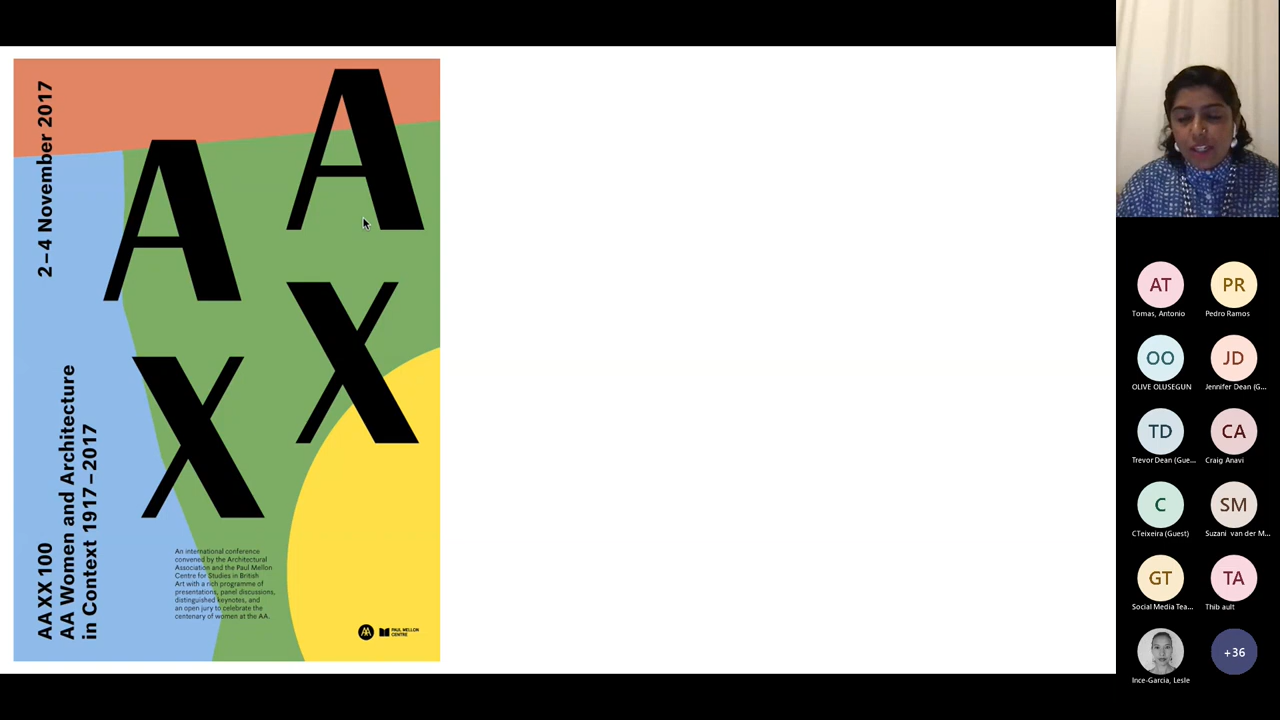 2–4 November 2017
A
A
X
X
AA XX 100
AA Women and Architecture
in Context 1917–2017
An international conference
convened by the Architectural
Association and the Paul Mellon
Centre for Studies in British
Art with a rich programme of
presentations, panel discussions,
distinguished keynotes, and
an open jury to celebrate the
centenary of women at the AA.
AA
PAUL MELLON
CENTRE
AT
PR
Tomas, Antonio
Pedro Ramos
OO
JD
OLIVE OLUSEGUN
Jennifer Dean (G...
TD
CA
Trevor Dean (Gue...
Craig Anavi
C
SM
CTeixeira (Guest)
Suzani van der M...
GT
TA
Social Media Tea...
Thib ault
+36
Ince-Garcia, Lesle